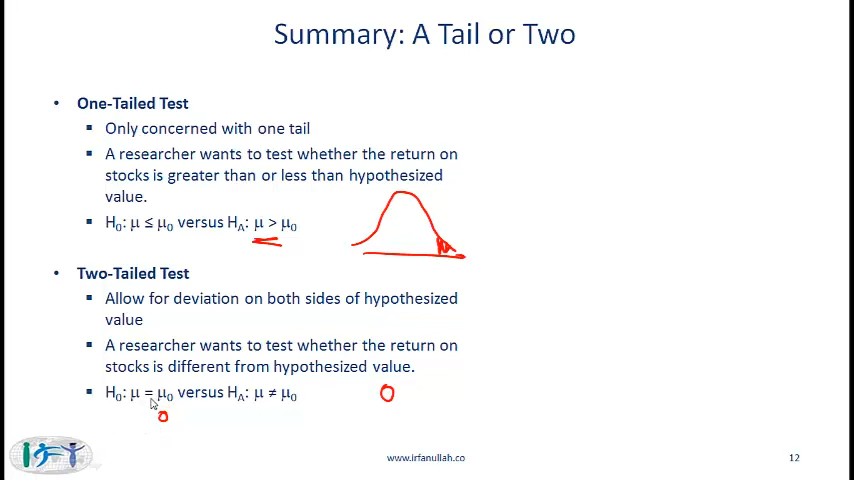 Summary: A Tail or Two
• One-Tailed Test
▪ Only concerned with one tail
▪ A researcher wants to test whether the return on
stocks is greater than or less than hypothesized
value.
▪ H₀: μ ≤ μ₀ versus Hₐ: μ > μ₀
• Two-Tailed Test
▪ Allow for deviation on both sides of hypothesized
value
▪ A researcher wants to test whether the return on
stocks is different from hypothesized value.
▪ H₀: μ = μ₀ versus Hₐ: μ ≠ μ₀
0
0
www.irfanullah.co
12